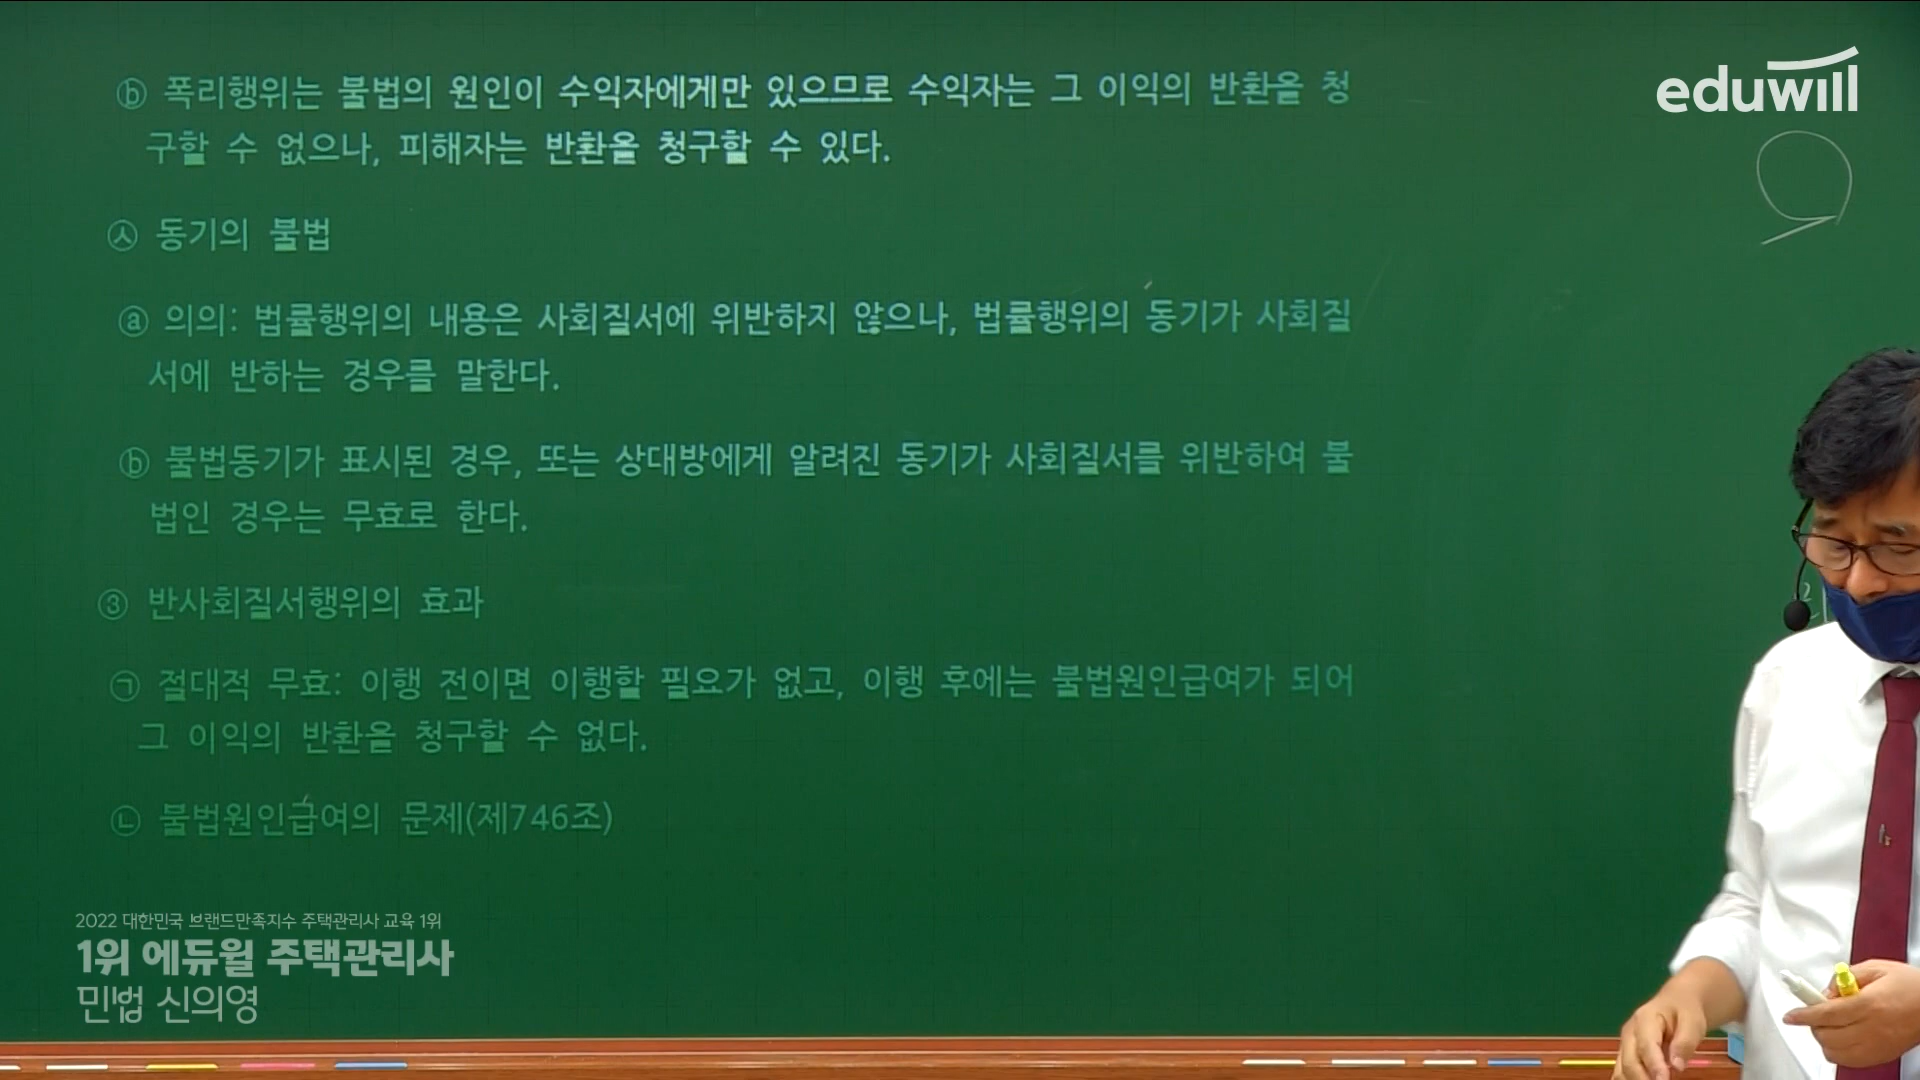 eduwill
ⓑ 폭리행위는 불법의 원인이 수익자에게만 있으므로 수익자는 그 이익의 반환을 청
구할 수 없으나, 피해자는 반환을 청구할 수 있다.
㉦ 동기의 불법
ⓐ 의의: 법률행위의 내용은 사회질서에 위반하지 않으나, 법률행위의 동기가 사회질
서에 반하는 경우를 말한다.
ⓑ 불법동기가 표시된 경우, 또는 상대방에게 알려진 동기가 사회질서를 위반하여 불
법인 경우는 무효로 한다.
③ 반사회질서행위의 효과
㉠ 절대적 무효: 이행 전이면 이행할 필요가 없고, 이행 후에는 불법원인급여가 되어
그 이익의 반환을 청구할 수 없다.
㉡ 불법원인급여의 문제(제746조)
2022 대한민국 브랜드만족지수 주택관리사 교육 1위
1위 에듀윌 주택관리사
민법 신의영